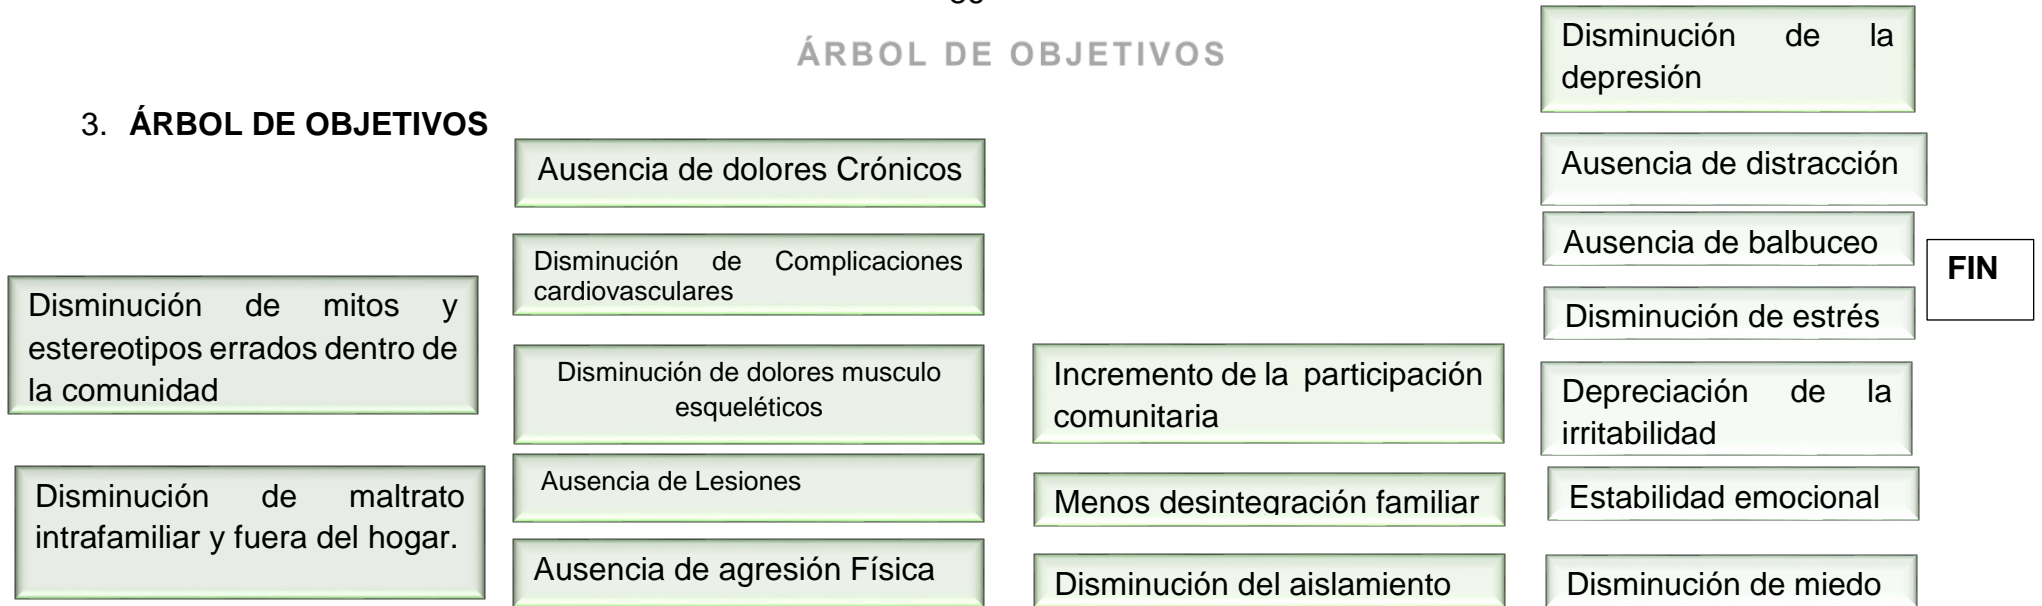 ÁRBOL DE OBJETIVOS
3. ÁRBOL DE OBJETIVOS
Disminución de mitos y
estereotipos errados dentro de
la comunidad
Disminución de maltrato
intrafamiliar y fuera del hogar.
Ausencia de dolores Crónicos
Disminución de Complicaciones
cardiovasculares
Disminución de dolores musculo
esqueléticos
Ausencia de Lesiones
Ausencia de agresión Física
Incremento de la participación
comunitaria
Menos desintegración familiar
Disminución del aislamiento
Disminución de la
depresión
Ausencia de distracción
Ausencia de balbuceo
Disminución de estrés
Depreciación de la
irritabilidad
Estabilidad emocional
Disminución de miedo
FIN